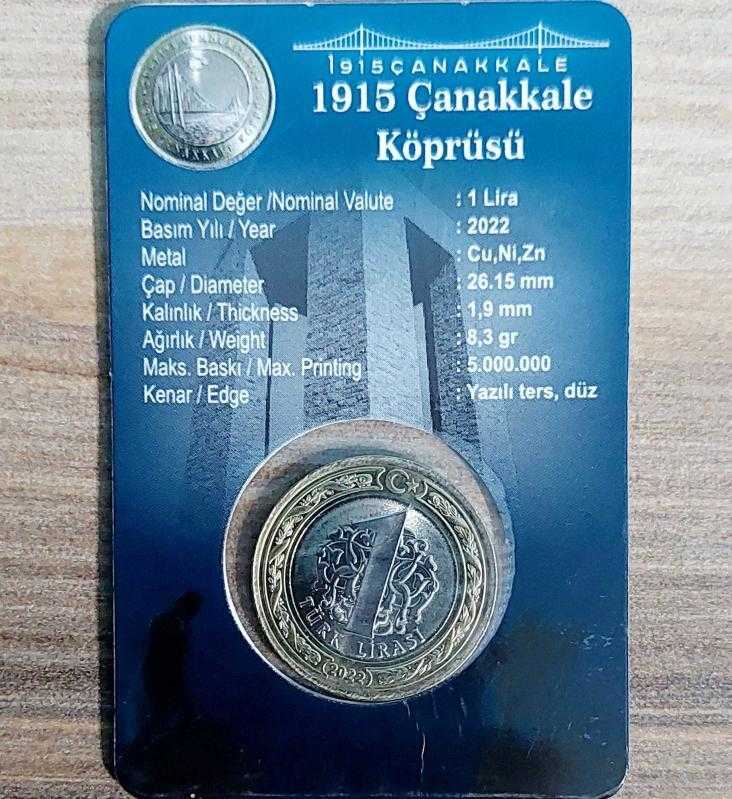 1915ÇANAKKALE
1915 Çanakkale
Köprüsü
Nominal Değer /Nominal Valute : 1 Lira
Basım Yılı / Year : 2022
Metal : Cu,Ni,Zn
Çap / Diameter : 26.15 mm
Kalınlık / Thickness : 1,9 mm
Ağırlık / Weight : 8,3 gr
Maks. Baskı / Max. Printing : 5.000.000
Kenar / Edge : Yazılı ters, düz
1
TÜRK LİRASI
2022